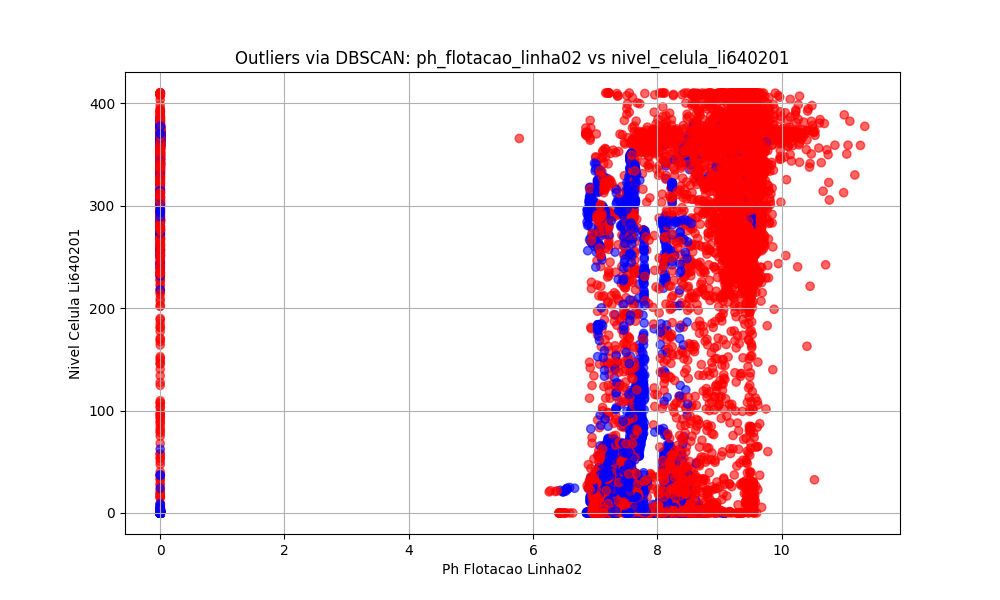 Outliers via DBSCAN: ph_flotacao_linha02 vs nivel_celula_li640201
Nivel Celula Li640201
400
300
200
100
0
0 2 4 6 8 10
Ph Flotacao Linha02